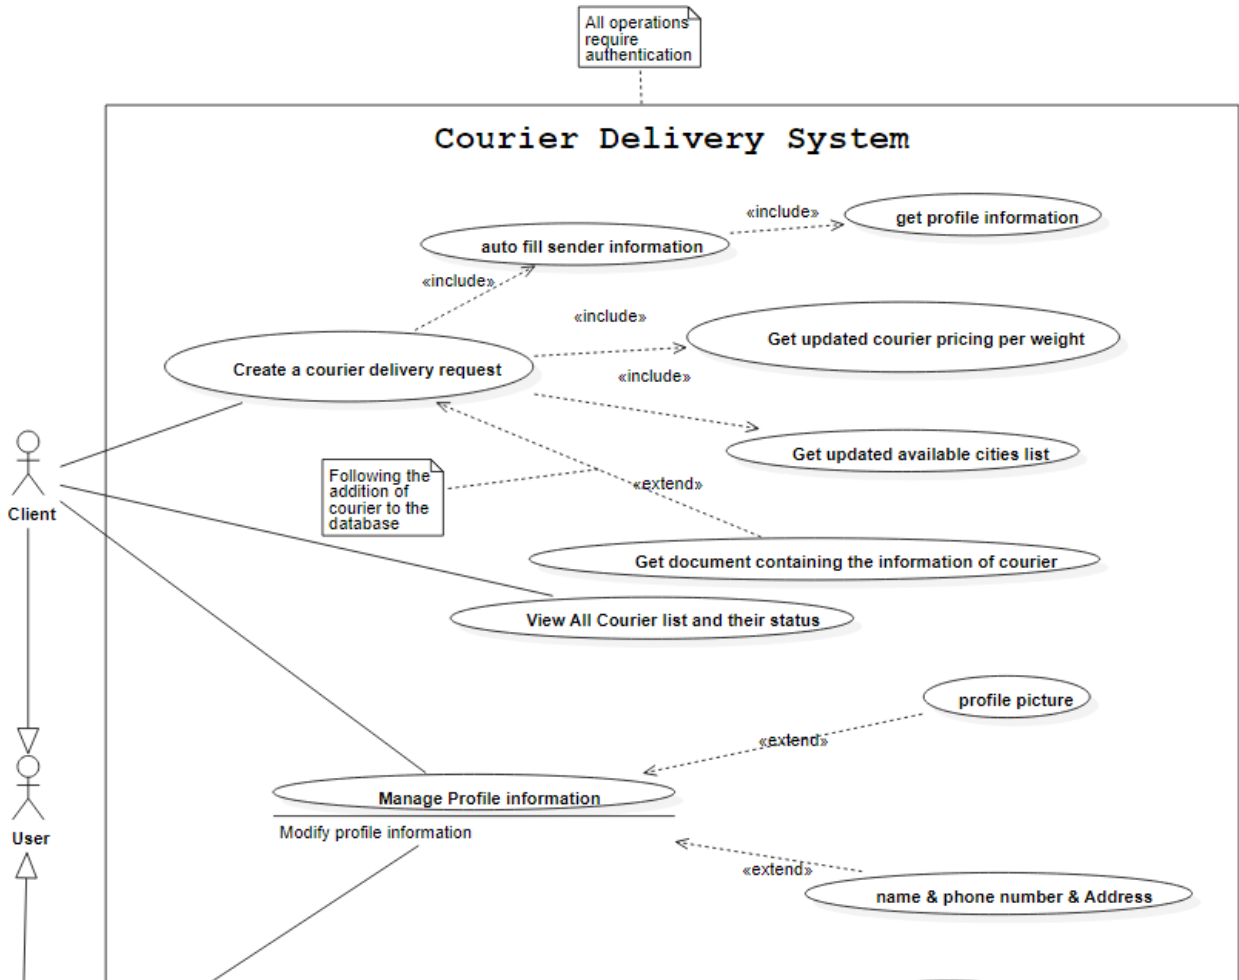 All operations
require
authentication
Courier Delivery System
«include»
get profile information
auto fill sender information
«include»
«include»
Get updated courier pricing per weight
Create a courier delivery request
«include»
Get updated available cities list
Following the
addition of
courier to the
database
«extend»
Client
Get document containing the information of courier
View All Courier list and their status
profile picture
«extend»
Manage Profile information
Modify profile information
User
«extend»
name & phone number & Address